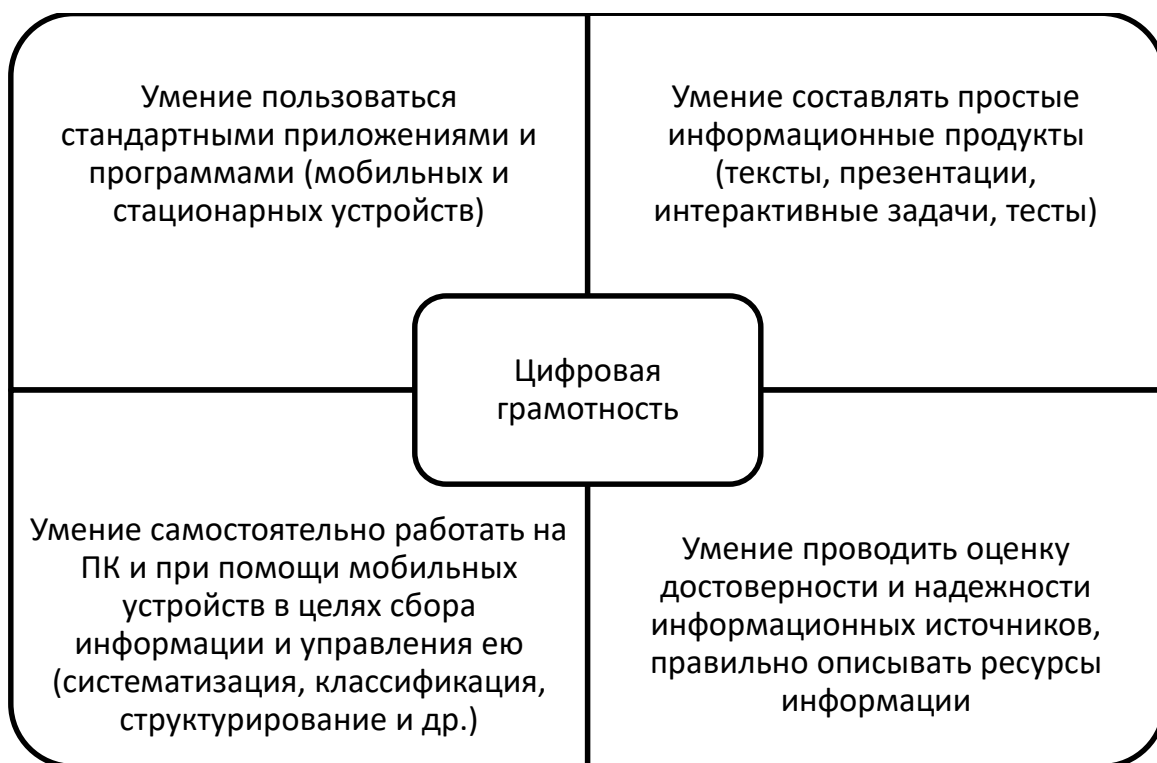 Умение пользоваться
стандартными приложениями и
программами (мобильных и
стационарных устройств)
Умение составлять простые
информационные продукты
(тексты, презентации,
интерактивные задачи, тесты)
Цифровая
грамотность
Умение самостоятельно работать на
ПК и при помощи мобильных
устройств в целях сбора
информации и управления ею
(систематизация, классификация,
структурирование и др.)
Умение проводить оценку
достоверности и надежности
информационных источников,
правильно описывать ресурсы
информации